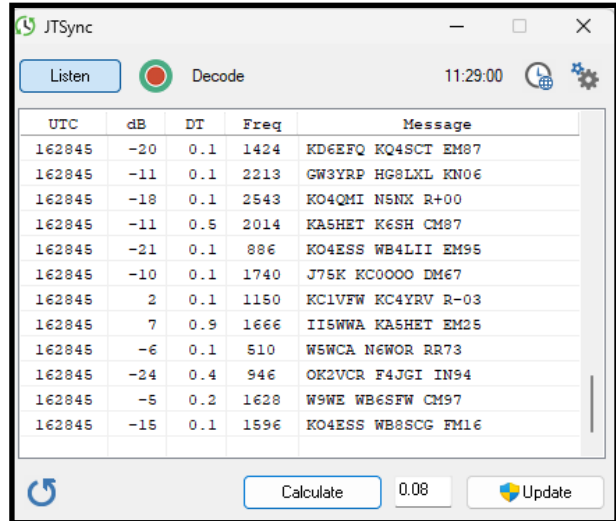 JTSync
Listen Decode 11:29:00
UTC dB DT Freq Message
162845 -20 0.1 1424 KD6EFQ KQ4SCT EM87
162845 -11 0.1 2213 GW3YRP HG8LXL KN06
162845 -18 0.1 2543 KO4QMI N5NX R+00
162845 -11 0.5 2014 KA5HET K6SH CM87
162845 -21 0.1 886 KO4ESS WB4LII EM95
162845 -10 0.1 1740 J75K KC0OOO DM67
162845 2 0.1 1150 KC1VFW KC4YRV R-03
162845 7 0.9 1666 II5WWA KA5HET EM25
162845 -6 0.1 510 W5WCA N6WOR RR73
162845 -24 0.4 946 OK2VCR F4JGI IN94
162845 -5 0.2 1628 W9WE WB6SFW CM97
162845 -15 0.1 1596 KO4ESS WB8SCG FM16
Calculate 0.08 Update